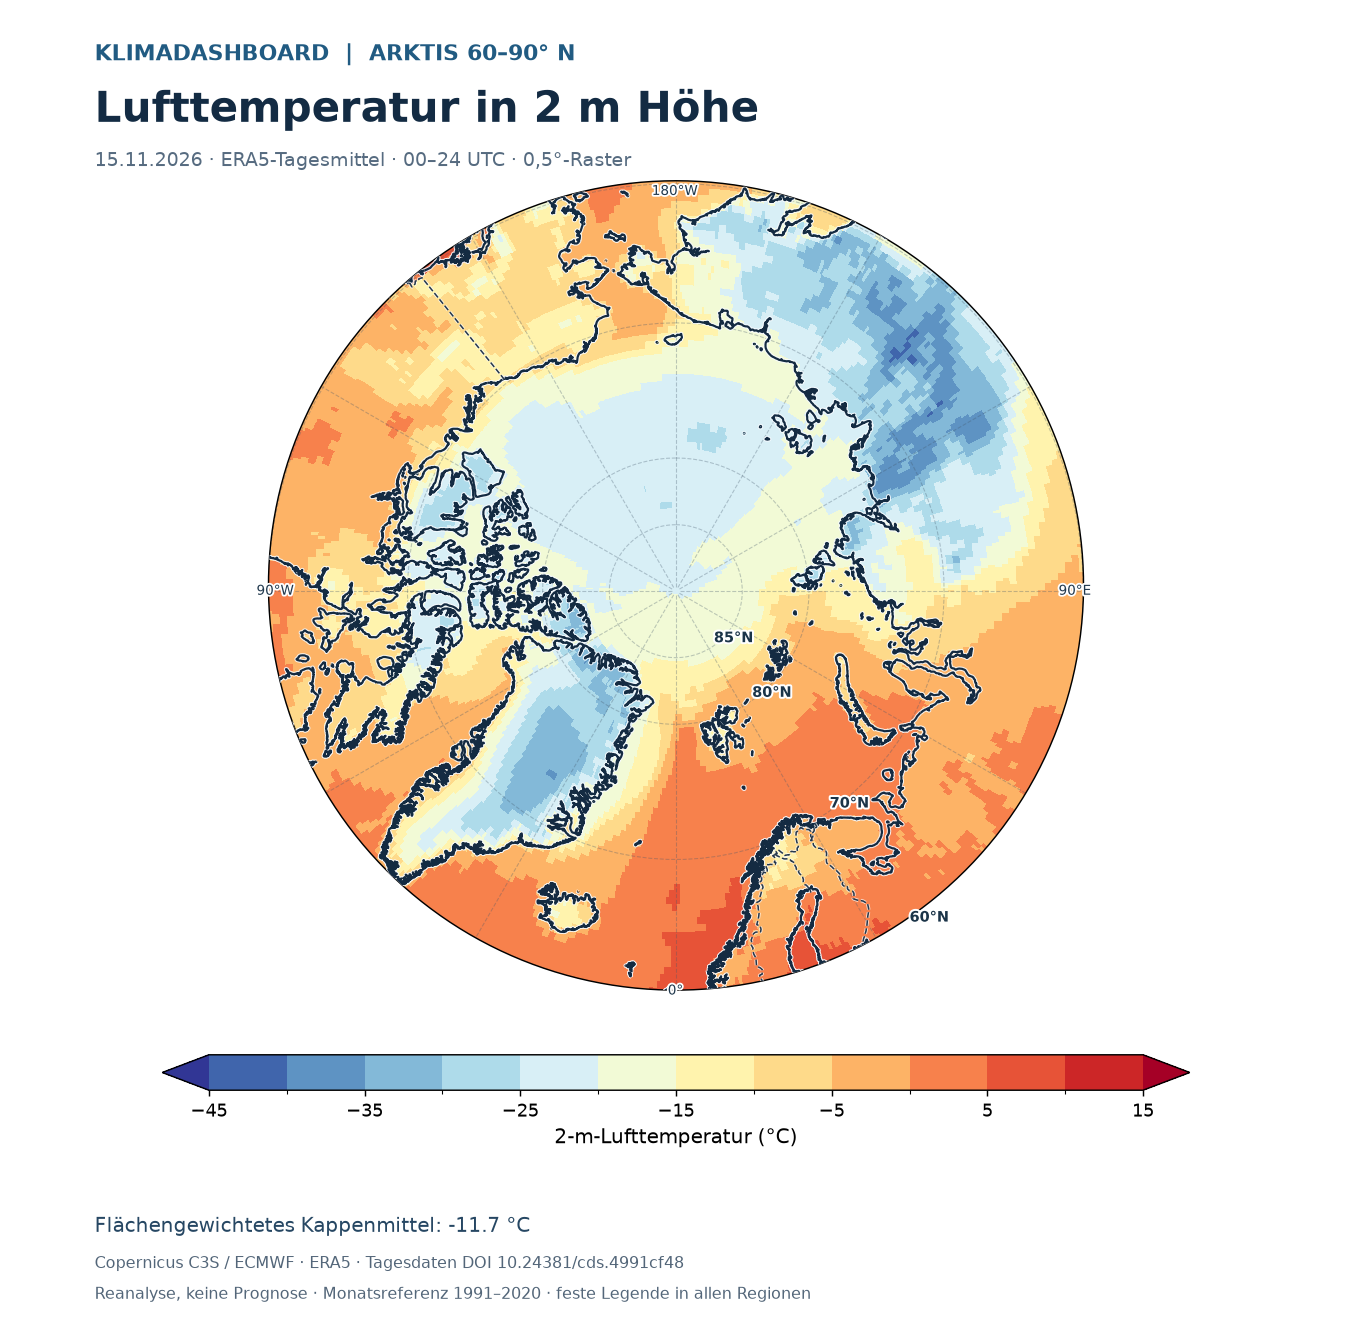 KLIMADASHBOARD | ARKTIS 60–90° N
Lufttemperatur in 2 m Höhe
15.11.2026 · ERA5-Tagesmittel · 00–24 UTC · 0,5°-Raster
180°W
90°W
90°E
85°N
80°N
70°N
60°N
0°
−45 −35 −25 −15 −5 5 15
2-m-Lufttemperatur (°C)
Flächengewichtetes Kappenmittel: -11.7 °C
Copernicus C3S / ECMWF · ERA5 · Tagesdaten DOI 10.24381/cds.4991cf48
Reanalyse, keine Prognose · Monatsreferenz 1991–2020 · feste Legende in allen Regionen